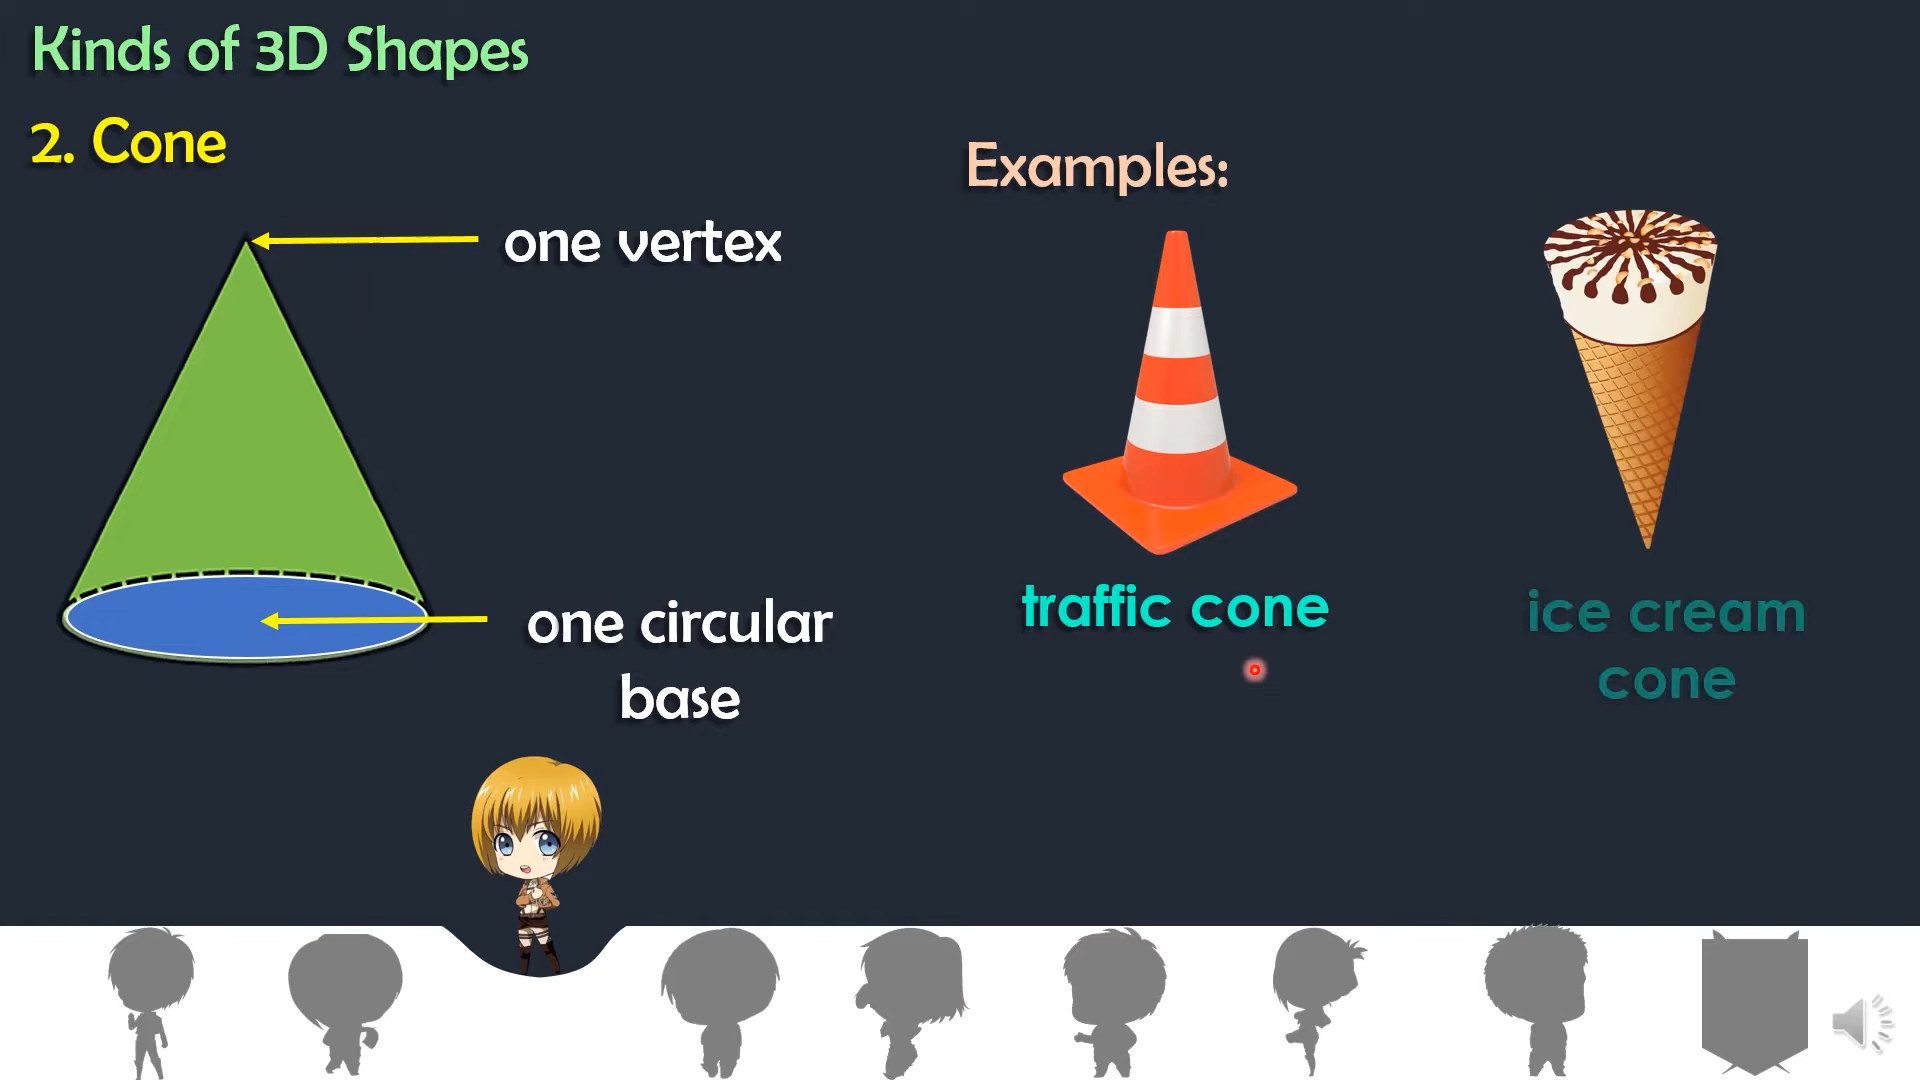 Kinds of 3D Shapes
2. Cone
Examples:
one vertex
one circular
base
traffic cone
ice cream
cone